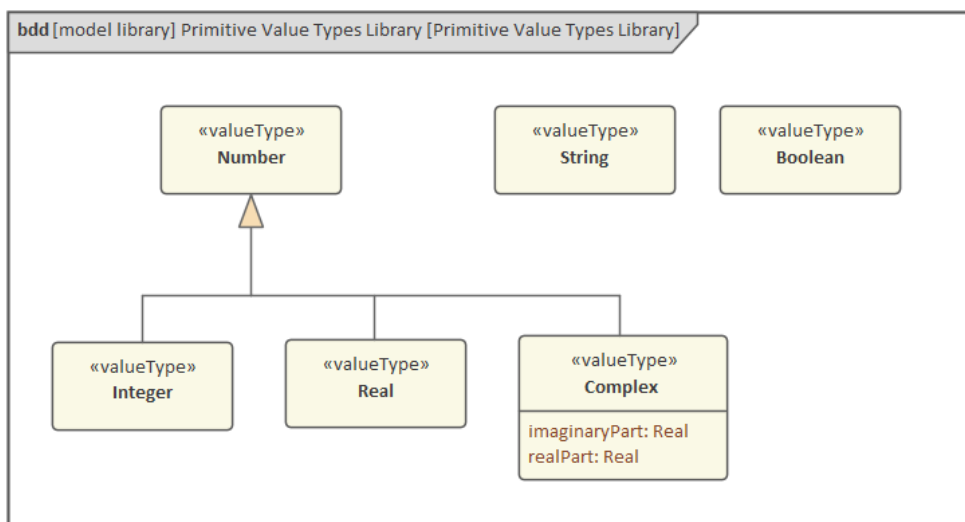 bdd [model library] Primitive Value Types Library [Primitive Value Types Library]
«valueType»
Number
«valueType»
String
«valueType»
Boolean
«valueType»
Integer
«valueType»
Real
«valueType»
Complex
imaginaryPart: Real
realPart: Real